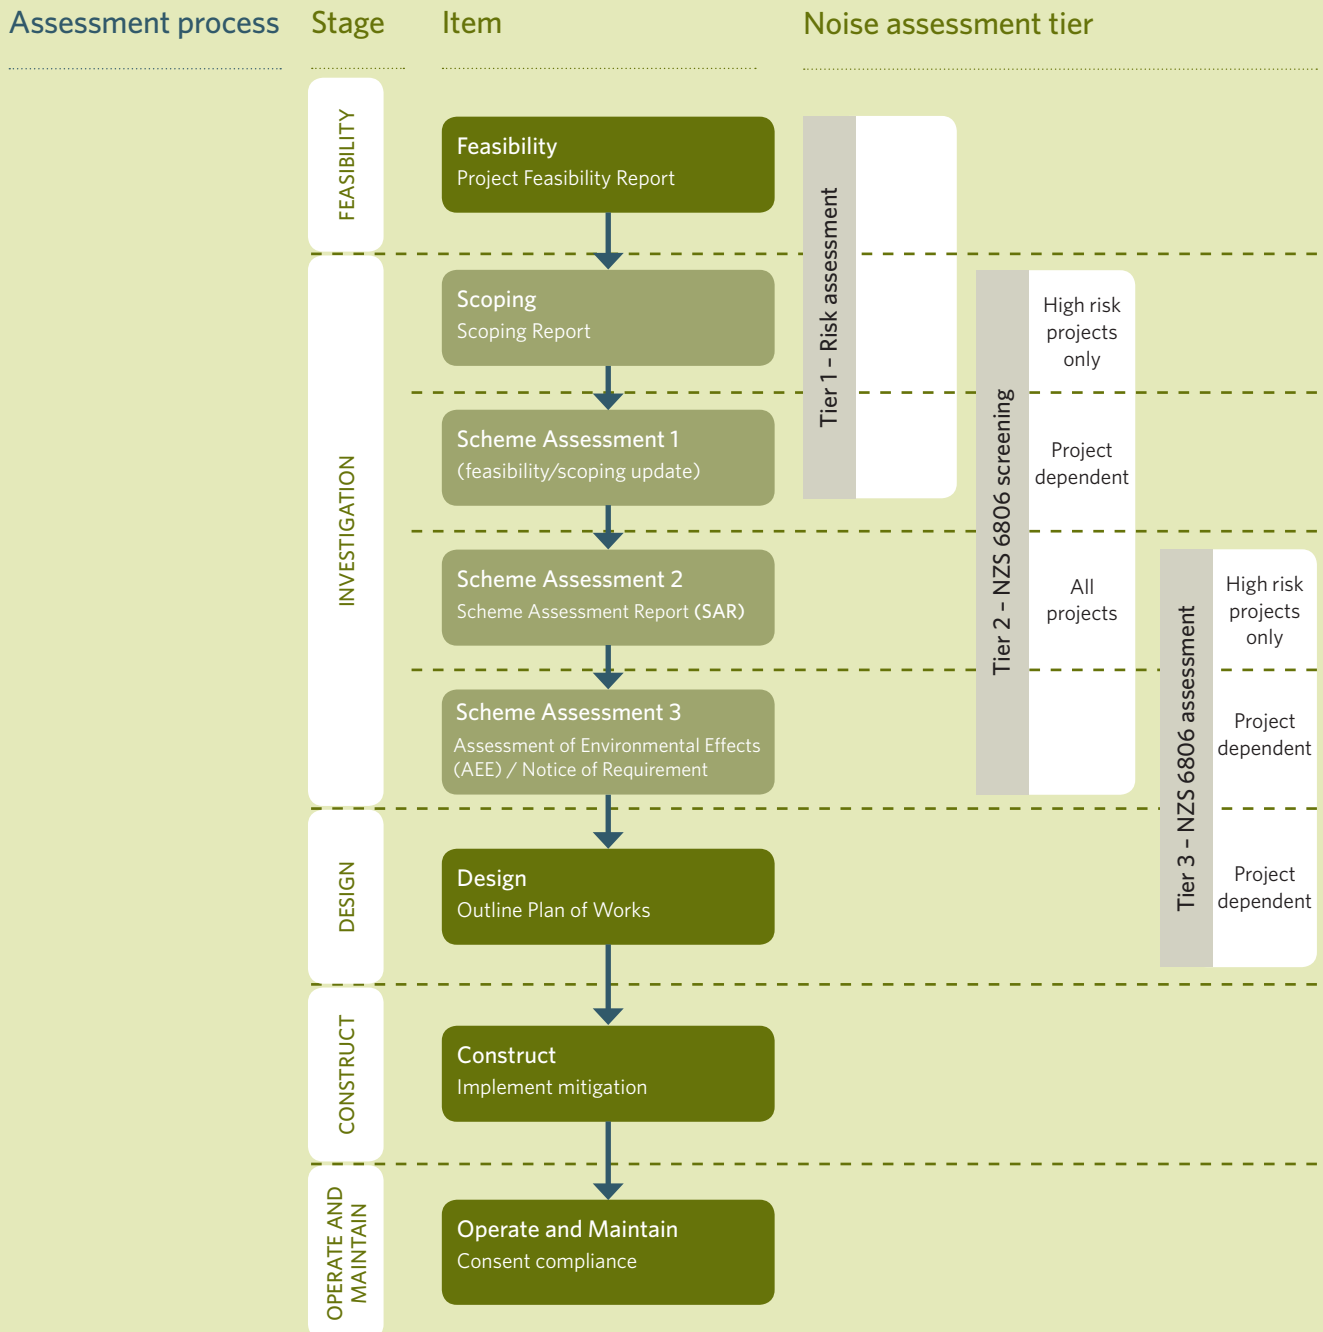 Assessment process
Stage
Item
Noise assessment tier
FEASIBILITY
Feasibility
Project Feasibility Report
Tier 1 – Risk assessment
INVESTIGATION
Scoping
Scoping Report
Tier 2 – NZS 6806 screening
High risk
projects
only
Scheme Assessment 1
(feasibility/scoping update)
Project
dependent
Scheme Assessment 2
Scheme Assessment Report (SAR)
All
projects
Tier 3 – NZS 6806 assessment
High risk
projects
only
Scheme Assessment 3
Assessment of Environmental Effects
(AEE) / Notice of Requirement
Project
dependent
DESIGN
Design
Outline Plan of Works
Project
dependent
CONSTRUCT
Construct
Implement mitigation
OPERATE AND
MAINTAIN
Operate and Maintain
Consent compliance